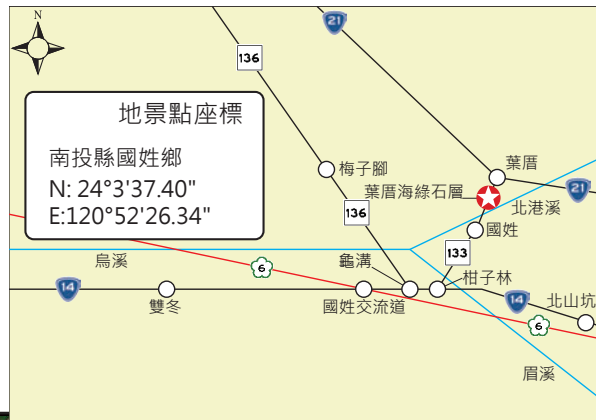 N
21
136
地景點座標
南投縣國姓鄉
N: 24°3'37.40"
E:120°52'26.34"
梅子腳
葉厝
葉厝海綠石層
21
北港溪
136
國姓
133
烏溪
6
龜溝
柑子林
14
雙冬
國姓交流道
14
北山坑
6
眉溪